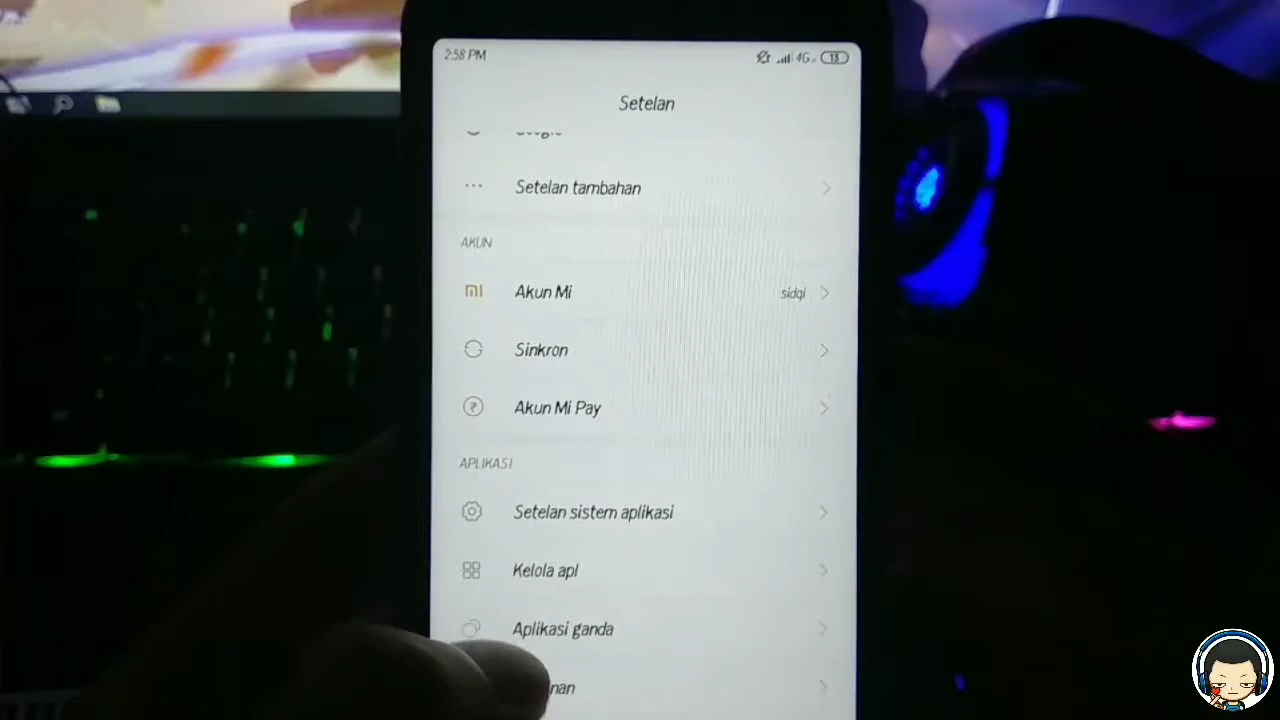 2:58 PM
4G 13
Setelan
Setelan tambahan
AKUN
Akun Mi
sidqi
Sinkron
Akun Mi Pay
APLIKASI
Setelan sistem aplikasi
Kelola apl
Aplikasi ganda